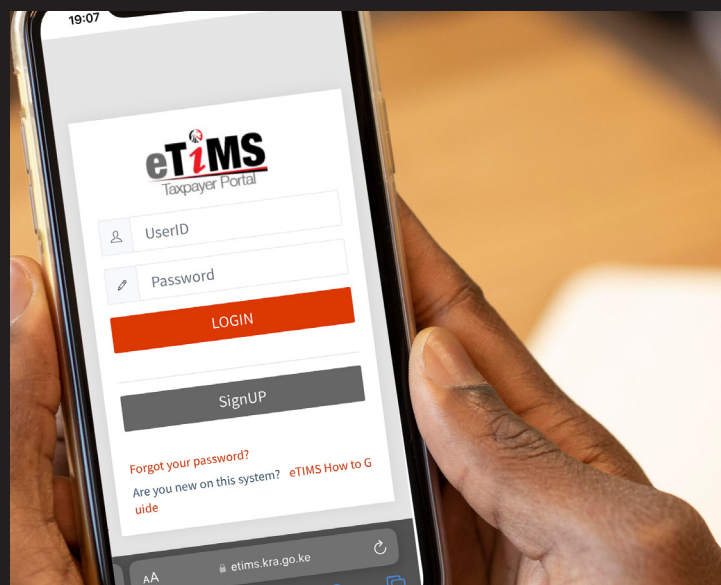 19:07
eTiMS
Taxpayer Portal
UserID
Password
LOGIN
SignUP
Forgot your password?
Are you new on this system? eTIMS How to G
uide
AA
etims.kra.go.ke